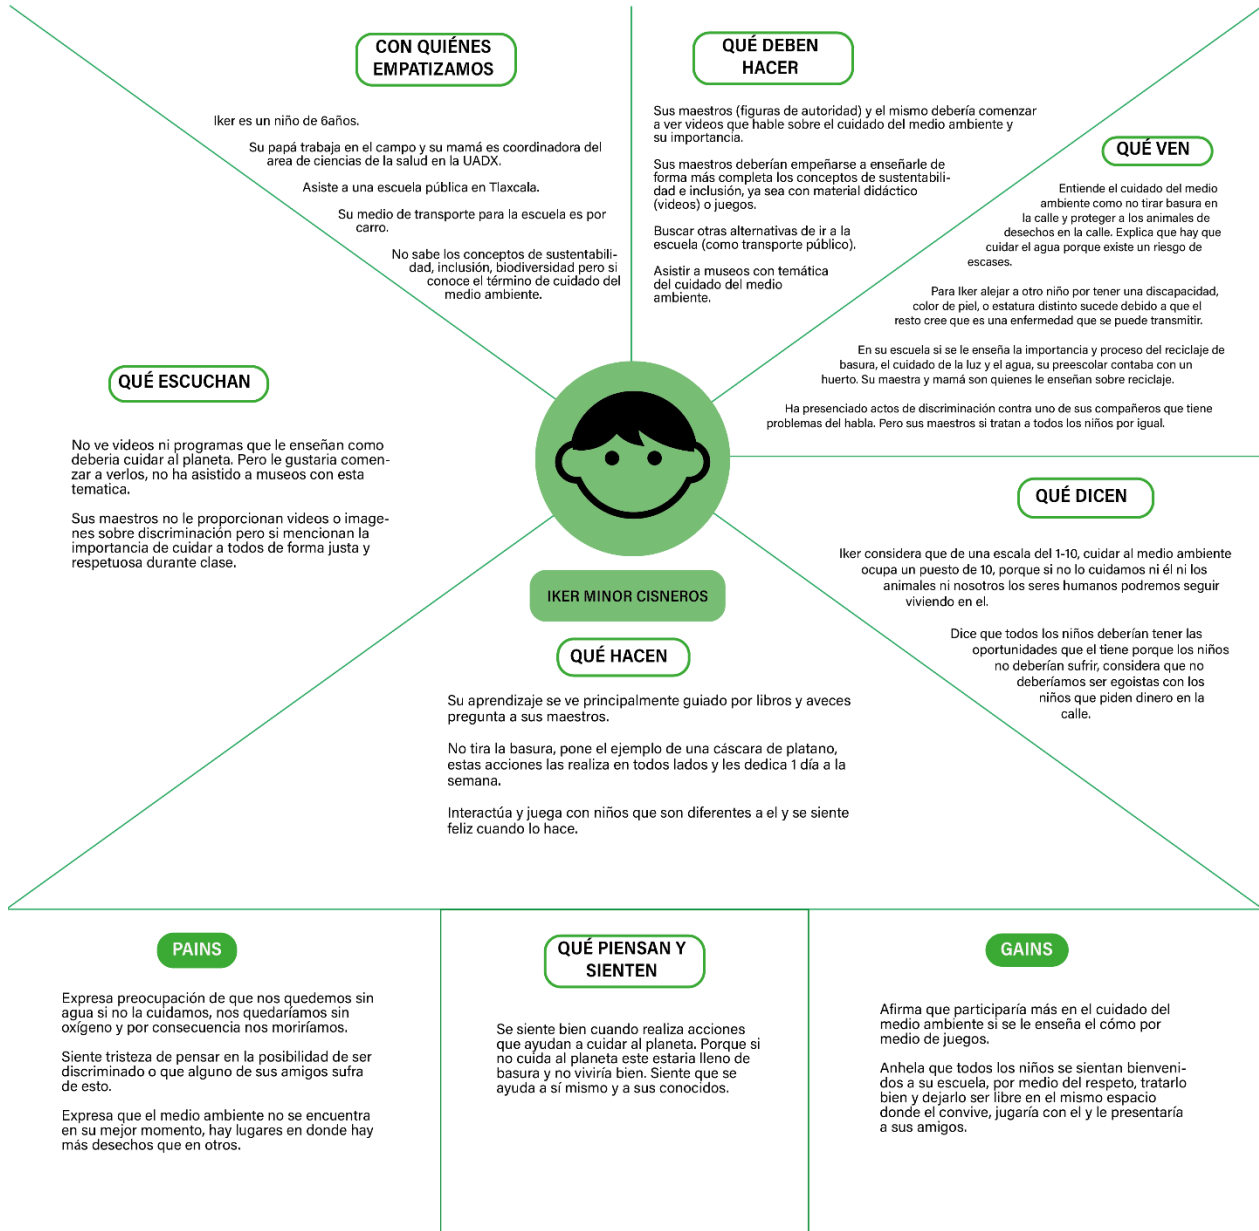 CON QUIÉNES
EMPATIZAMOS
Iker es un niño de 6años.
Su papá trabaja en el campo y su mamá es coordinadora del
area de ciencias de la salud en la UADX.
Asiste a una escuela pública en Tlaxcala.
Su medio de transporte para la escuela es por
carro.
No sabe los conceptos de sustentabili-
dad, inclusión, biodiversidad pero si
conoce el término de cuidado del
medio ambiente.
QUÉ DEBEN
HACER
Sus maestros (figuras de autoridad) y el mismo debería comenzar
a ver videos que hable sobre el cuidado del medio ambiente y
su importancia.
Sus maestros deberían empeñarse a enseñarle de
forma más completa los conceptos de sustentabili-
dad e inclusión, ya sea con material didáctico
(videos) o juegos.
Buscar otras alternativas de ir a la
escuela (como transporte público).
Asistir a museos con temática
del cuidado del medio
ambiente.
QUÉ VEN
Entiende el cuidado del medio
ambiente como no tirar basura en
la calle y proteger a los animales de
desechos en la calle. Explica que hay que
cuidar el agua porque existe un riesgo de
escases.
Para Iker alejar a otro niño por tener una discapacidad,
color de piel, o estatura distinto sucede debido a que el
resto cree que es una enfermedad que se puede transmitir.
En su escuela si se le enseña la importancia y proceso del reciclaje de
basura, el cuidado de la luz y el agua, su preescolar contaba con un
huerto. Su maestra y mamá son quienes le enseñan sobre reciclaje.
Ha presenciado actos de discriminación contra uno de sus compañeros que tiene
problemas del habla. Pero sus maestros si tratan a todos los niños por igual.
QUÉ ESCUCHAN
No ve videos ni programas que le enseñan como
deberia cuidar al planeta. Pero le gustaria comen-
zar a verlos, no ha asistido a museos con esta
tematica.
Sus maestros no le proporcionan videos o image-
nes sobre discriminación pero si mencionan la
importancia de cuidar a todos de forma justa y
respetuosa durante clase.
QUÉ DICEN
Iker considera que de una escala del 1-10, cuidar al medio ambiente
ocupa un puesto de 10, porque si no lo cuidamos ni él ni los
animales ni nosotros los seres humanos podremos seguir
viviendo en el.
Dice que todos los niños deberían tener las
oportunidades que el tiene porque los niños
no deberían sufrir, considera que no
deberíamos ser egoistas con los
niños que piden dinero en la
calle.
IKER MINOR CISNEROS
QUÉ HACEN
Su aprendizaje se ve principalmente guiado por libros y aveces
pregunta a sus maestros.
No tira la basura, pone el ejemplo de una cáscara de platano,
estas acciones las realiza en todos lados y les dedica 1 día a la
semana.
Interactúa y juega con niños que son diferentes a el y se siente
feliz cuando lo hace.
PAINS
Expresa preocupación de que nos quedemos sin
agua si no la cuidamos, nos quedaríamos sin
oxígeno y por consecuencia nos moriríamos.
Siente tristeza de pensar en la posibilidad de ser
discriminado o que alguno de sus amigos sufra
de esto.
Expresa que el medio ambiente no se encuentra
en su mejor momento, hay lugares en donde hay
más desechos que en otros.
QUÉ PIENSAN Y
SIENTEN
Se siente bien cuando realiza acciones
que ayudan a cuidar al planeta. Porque si
no cuida al planeta este estaria lleno de
basura y no viviría bien. Siente que se
ayuda a sí mismo y a sus conocidos.
GAINS
Afirma que participaría más en el cuidado del
medio ambiente si se le enseña el cómo por
medio de juegos.
Anhela que todos los niños se sientan bienveni-
dos a su escuela, por medio del respeto, tratarlo
bien y dejarlo ser libre en el mismo espacio
donde el convive, jugaría con el y le presentaría
a sus amigos.